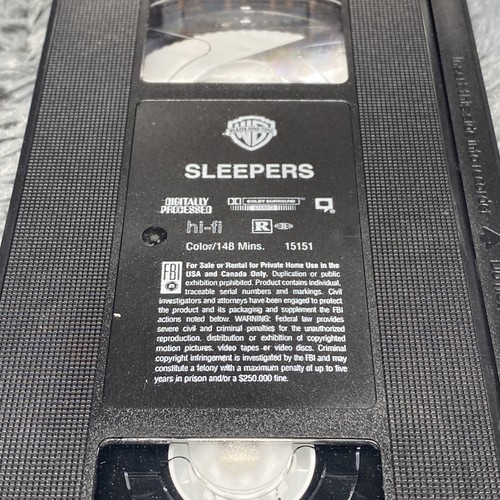 WB
SLEEPERS
DIGITALLY
PROCESSED
DOLBY SURROUND
STEREO
hi-fi
R
Color/148 Mins. 15151
FBI
For Sale or Rental for Private Home Use in the
USA and Canada Only. Duplication or public
exhibition prohibited. Product contains individual,
traceable serial numbers and markings. Civil
investigators and attorneys have been engaged to protect
the product and its packaging and supplement the FBI
actions noted below. WARNING: Federal law provides
severe civil and criminal penalties for the unauthorized
reproduction, distribution or exhibition of copyrighted
motion pictures, video tapes or video discs. Criminal
copyright infringement is investigated by the FBI and may
constitute a felony with a maximum penalty of up to five
years in prison and/or a $250,000 fine.